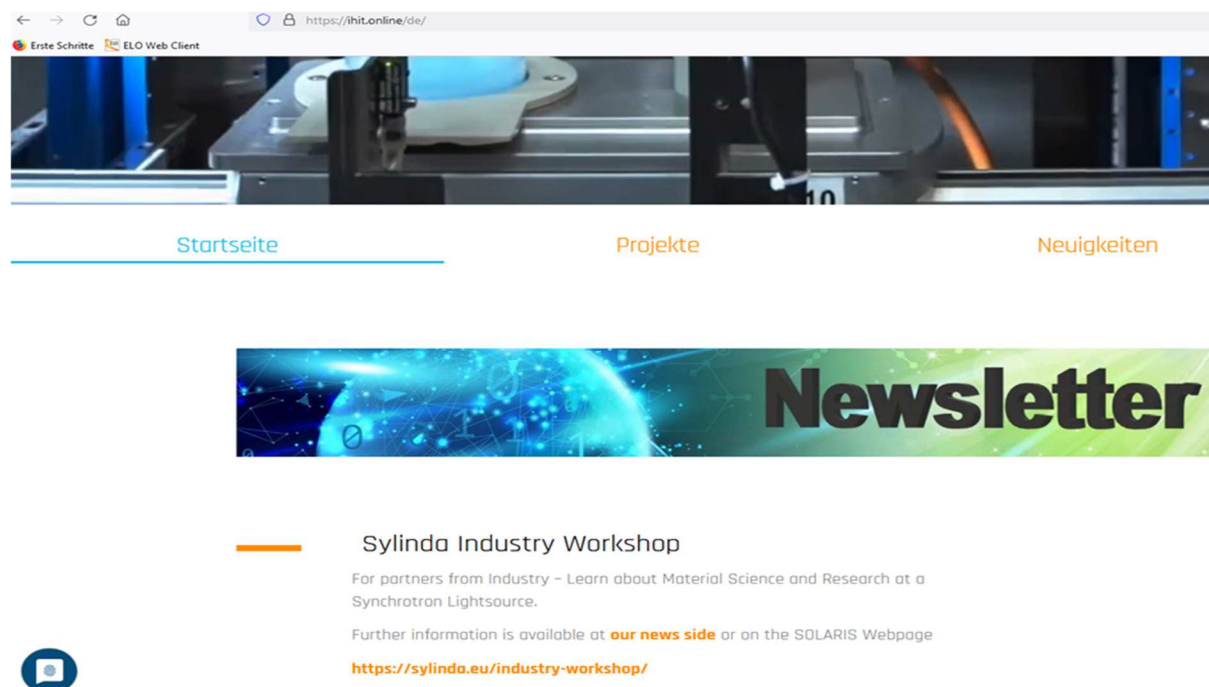 https://ihit.online/de/
Erste Schritte ELO Web Client
10
Startseite Projekte Neuigkeiten
Newsletter
Sylinda Industry Workshop
For partners from Industry – Learn about Material Science and Research at a
Synchrotron Lightsource.
Further information is available at our news side or on the SOLARIS Webpage
https://sylinda.eu/industry-workshop/